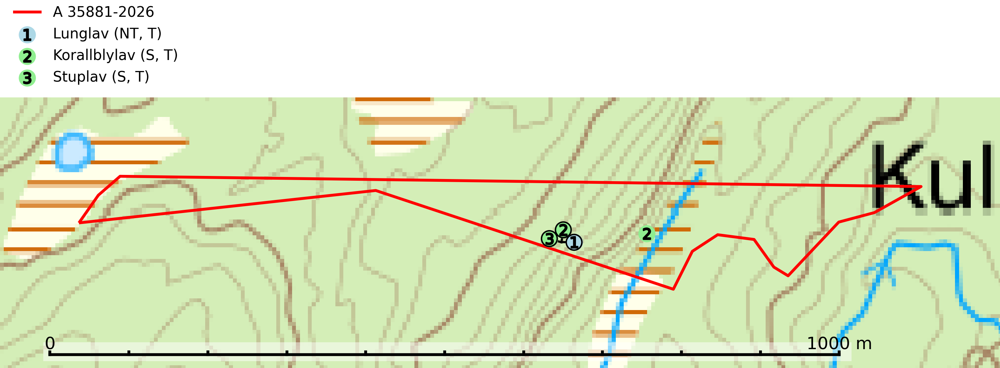 A 35881-2026
1 Lunglav (NT, T)
2 Korallblylav (S, T)
3 Stuplav (S, T)
Kul
2
3
1
2
0
1000 m